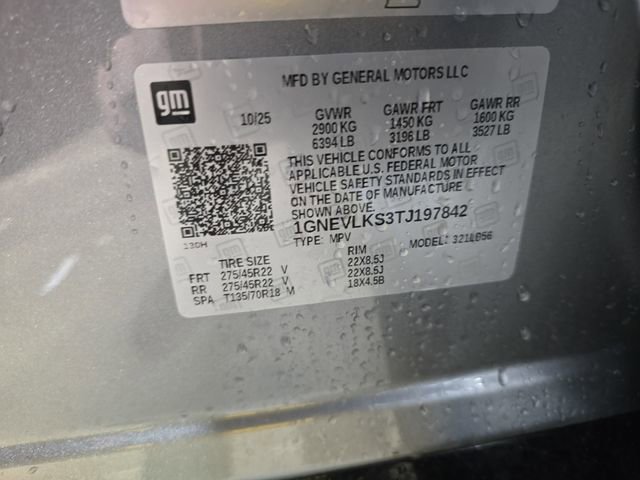 gm
MFD BY GENERAL MOTORS LLC
10/25
GVWR GAWR FRT GAWR RR
2900 KG 1450 KG 1600 KG
6394 LB 3196 LB 3527 LB
THIS VEHICLE CONFORMS TO ALL
APPLICABLE U.S. FEDERAL MOTOR
VEHICLE SAFETY STANDARDS IN EFFECT
ON THE DATE OF MANUFACTURE
SHOWN ABOVE.
1GNEVLKS3TJ197842
130H
TYPE: MPV MODEL:
TIRE SIZE RIM
FRT 275/45R22 V 22X8.5J
RR 275/45R22 V 22X8.5J
SPA T135/70R18 M 18X4.5B